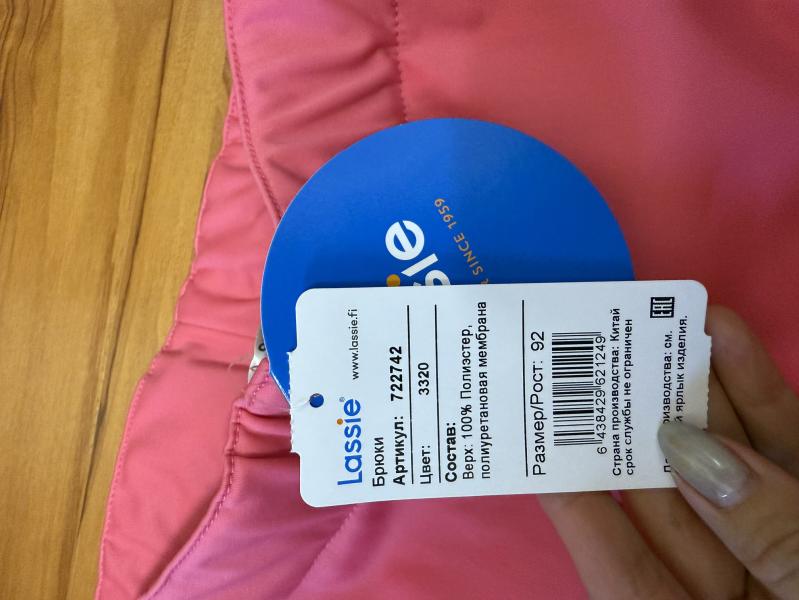 SINCE 1959
Lassie®
www.lassie.fi
Брюки
Артикул: 722742
Цвет: 3320
Состав:
Верх: 100% Полиэстер,
полиуретановая мембрана
Размер/Рост: 92
6 438429 621249
Страна производства: Китай
срок службы не ограничен
см.
ярлык изделия.
EAC